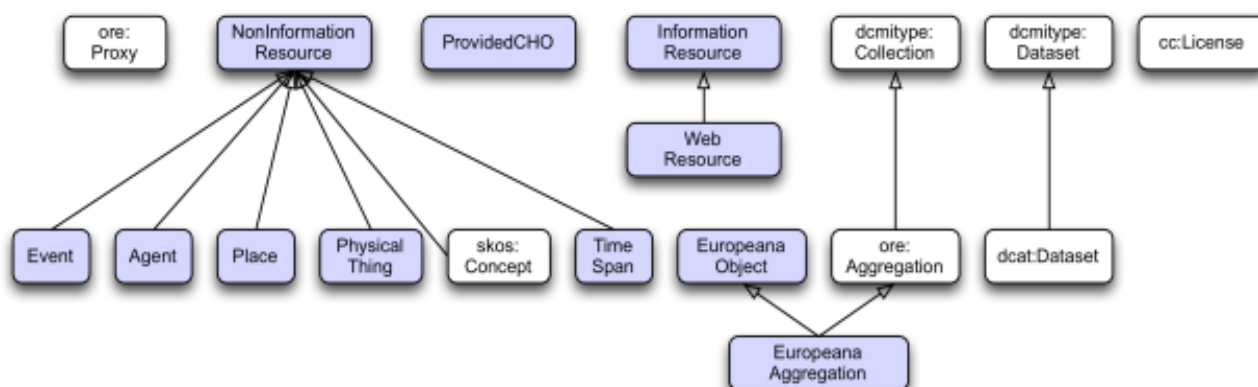 ore:
Proxy
NonInformation
Resource
ProvidedCHO
Information
Resource
dcmitype:
Collection
dcmitype:
Dataset
cc:License
Web
Resource
Event
Agent
Place
Physical
Thing
skos:
Concept
Time
Span
Europeana
Object
ore:
Aggregation
dcat:Dataset
Europeana
Aggregation